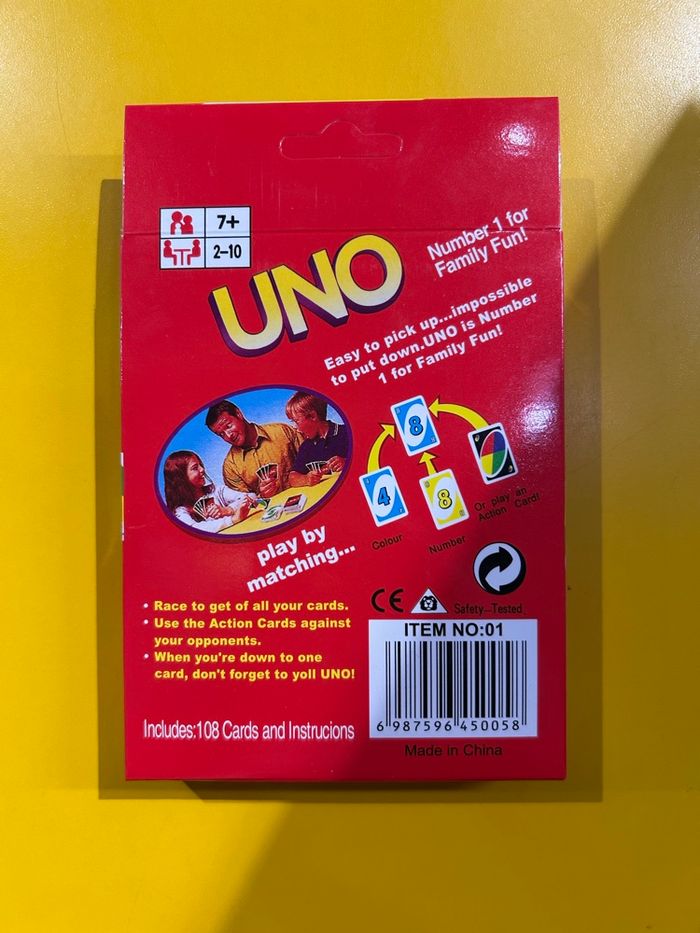 7+
2–10
UNO
Number 1 for
Family Fun!
Easy to pick up...impossible
to put down.UNO is Number
1 for Family Fun!
8
4
8
Colour
Number
Or play an
Action Card!
play by
matching...
• Race to get of all your cards.
• Use the Action Cards against
your opponents.
• When you're down to one
card, don't forget to yoll UNO!
CE
Safety–Tested
ITEM NO:01
6 987596 450058
Includes:108 Cards and Instrucions
Made in China